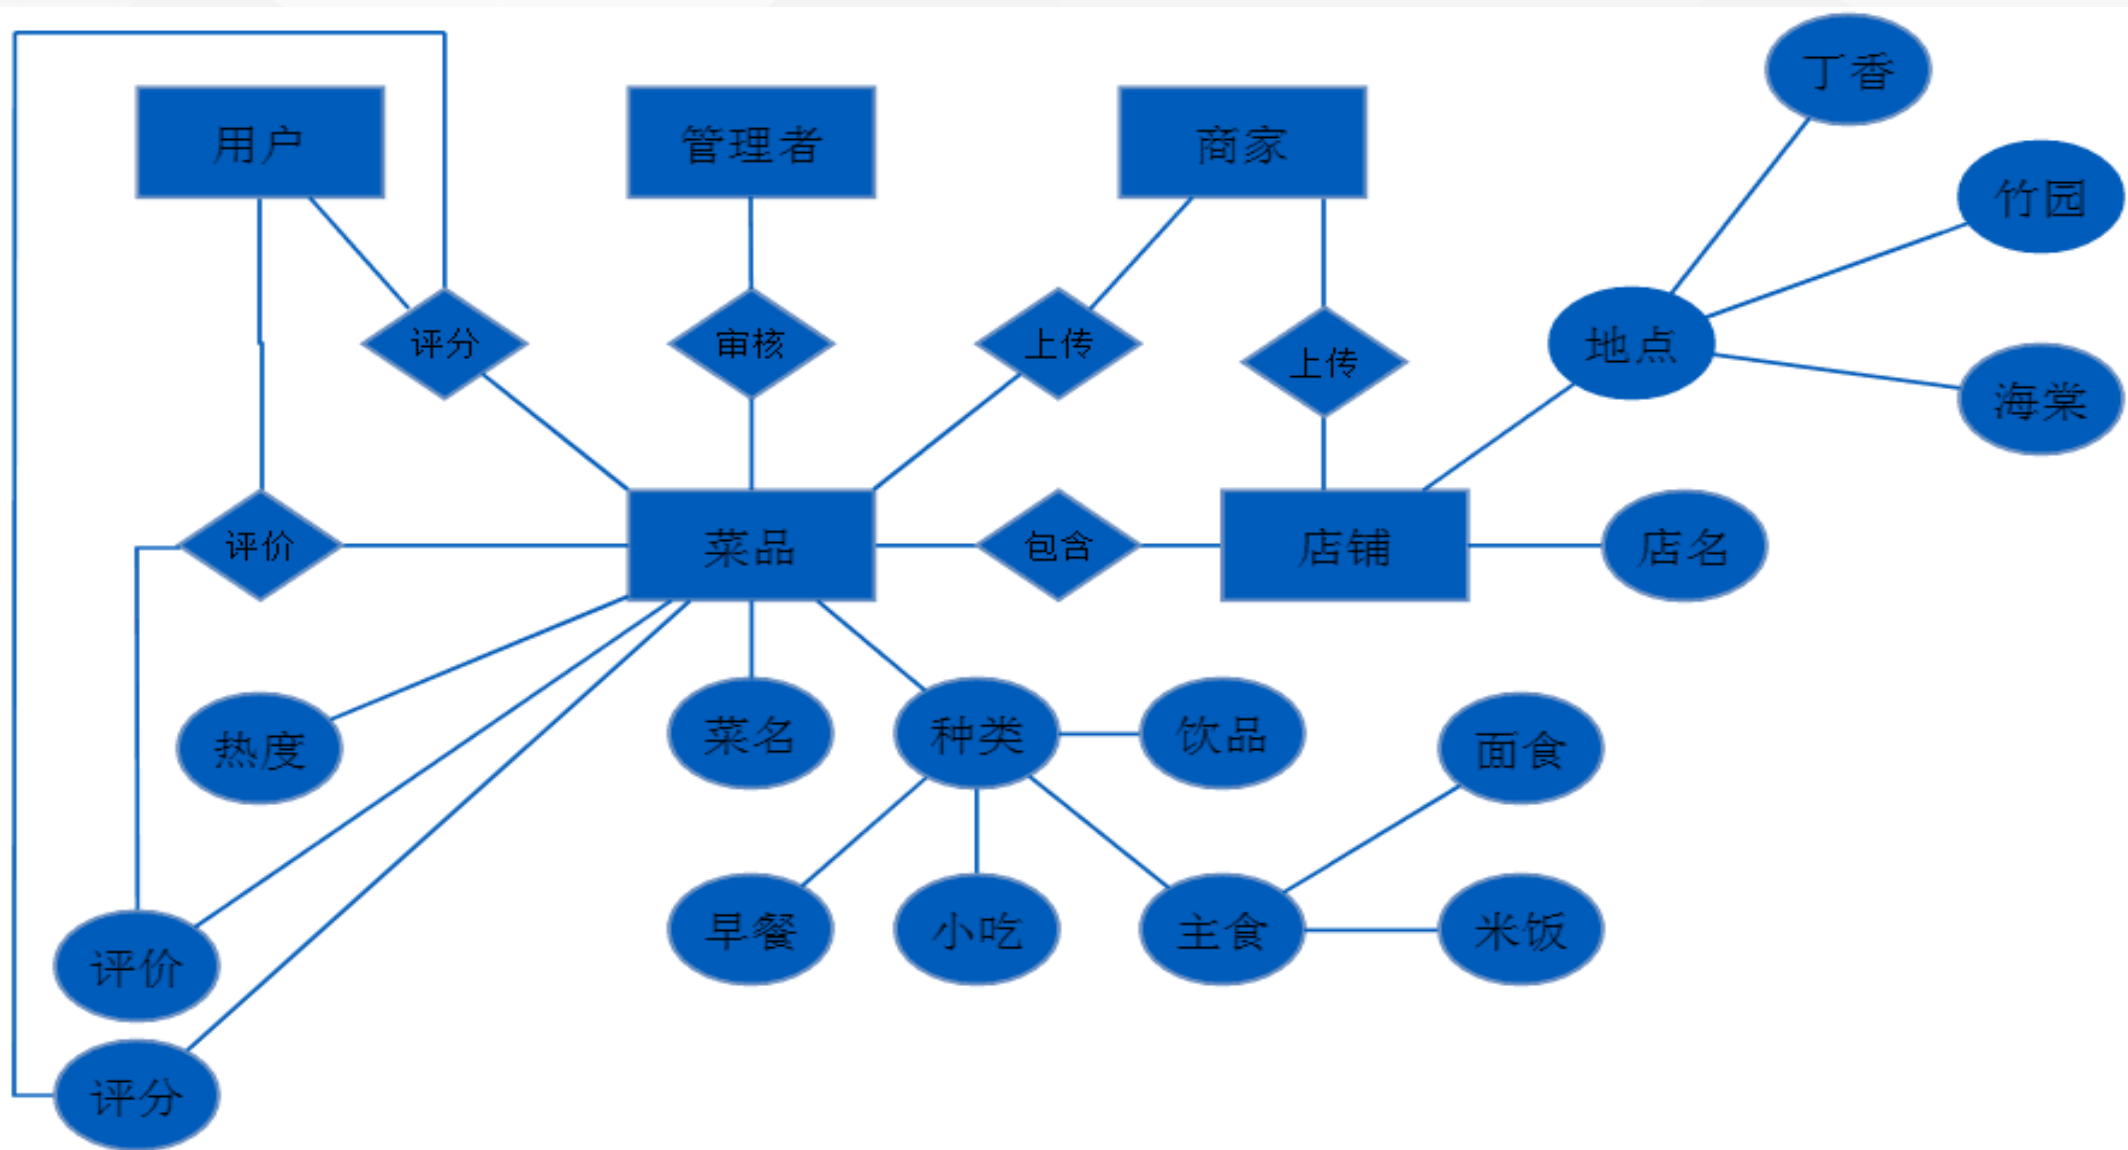 丁香
用户
管理者
商家
竹园
评分
审核
上传
上传
地点
海棠
评价
菜品
包含
店铺
店名
热度
菜名
种类
饮品
面食
早餐
小吃
主食
米饭
评价
评分